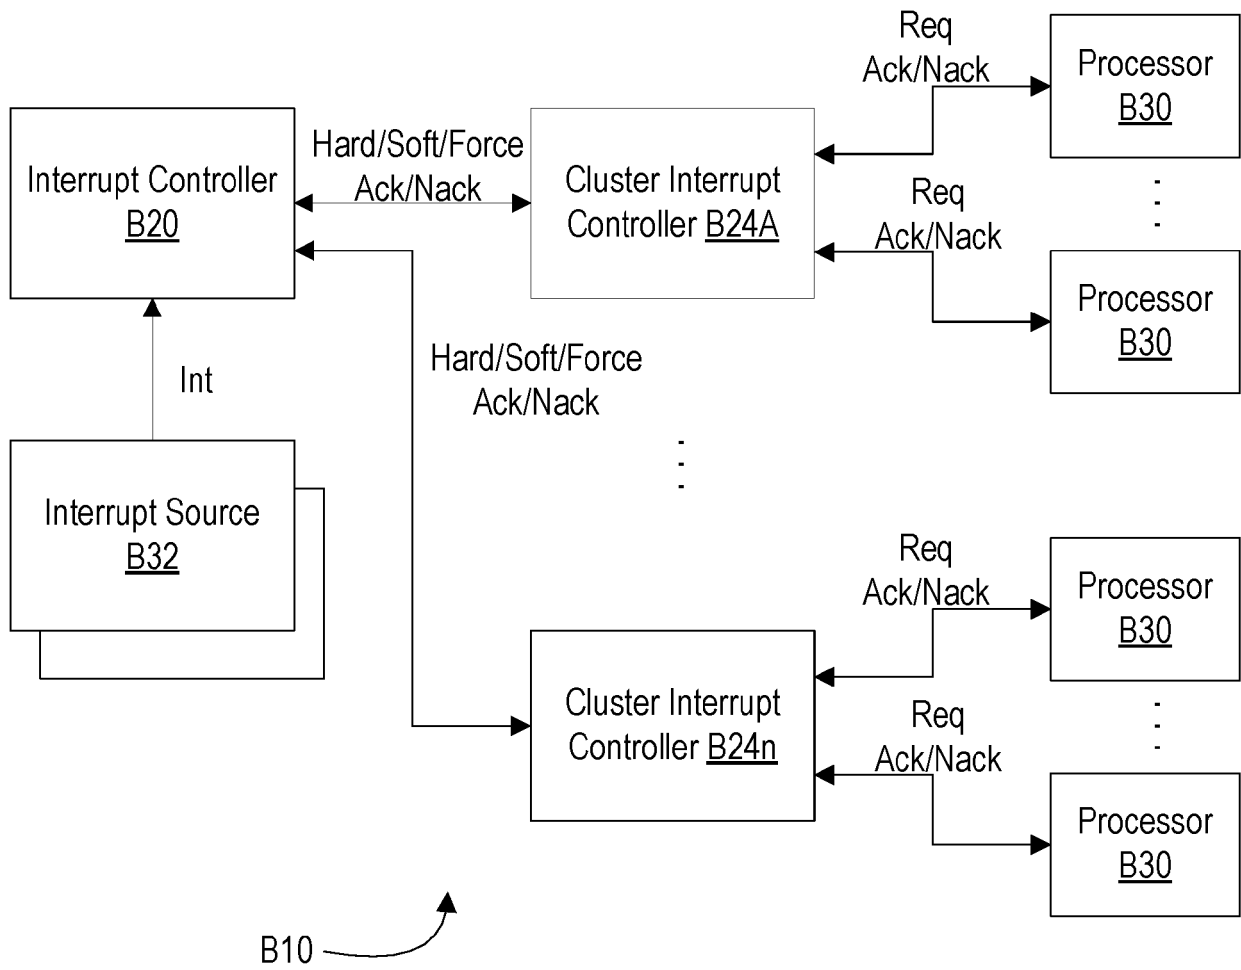 Interrupt Controller
B20
Int
Interrupt Source
B32
Hard/Soft/Force
Ack/Nack
Hard/Soft/Force
Ack/Nack
Cluster Interrupt
Controller B24A
Req
Ack/Nack
Req
Ack/Nack
Processor
B30
Processor
B30
Cluster Interrupt
Controller B24n
Req
Ack/Nack
Req
Ack/Nack
Processor
B30
Processor
B30
B10